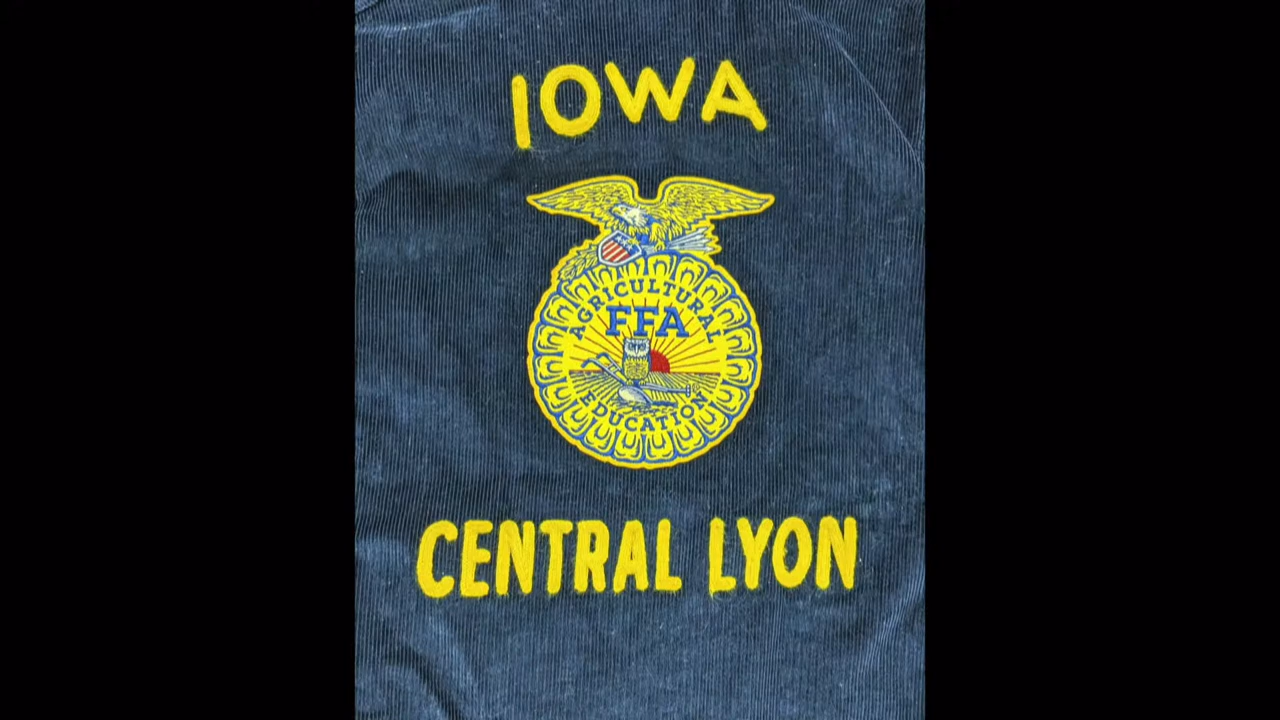 IOWA
AGRICULTURAL
FFA
EDUCATION
CENTRAL LYON